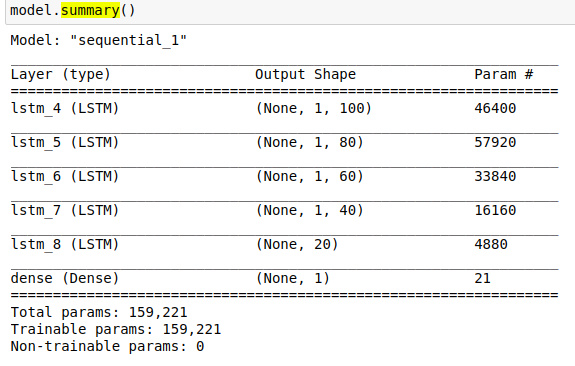 model.summary()
Model: "sequential_1"
Layer (type) Output Shape Param #
lstm_4 (LSTM) (None, 1, 100) 46400
lstm_5 (LSTM) (None, 1, 80) 57920
lstm_6 (LSTM) (None, 1, 60) 33840
lstm_7 (LSTM) (None, 1, 40) 16160
lstm_8 (LSTM) (None, 20) 4880
dense (Dense) (None, 1) 21
Total params: 159,221
Trainable params: 159,221
Non-trainable params: 0